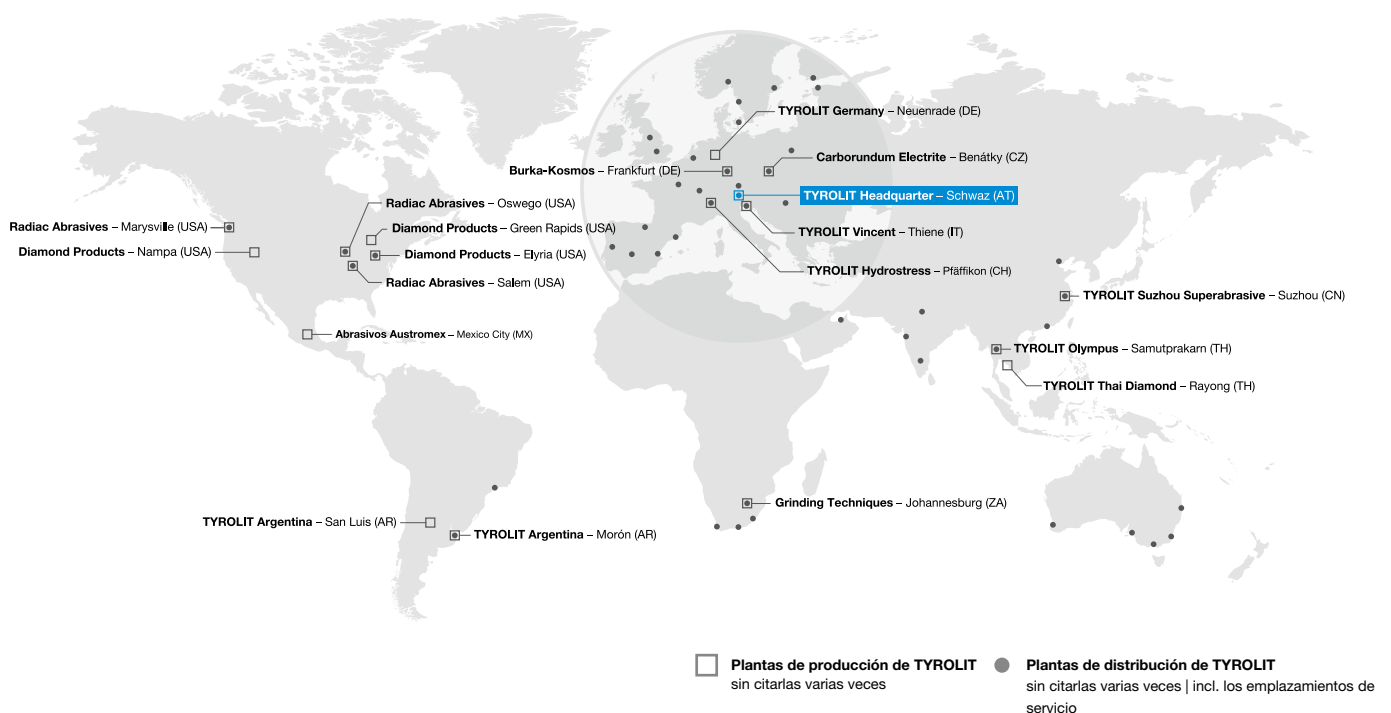 TYROLIT Germany – Neuenrade (DE)
Carborundum Electrite – Benátky (CZ)
Burka-Kosmos – Frankfurt (DE)
TYROLIT Headquarter – Schwaz (AT)
Radiac Abrasives – Oswego (USA)
Radiac Abrasives – Marysville (USA)
Diamond Products – Green Rapids (USA)
TYROLIT Vincent – Thiene (IT)
Diamond Products – Nampa (USA)
Diamond Products – Elyria (USA)
TYROLIT Hydrostress – Pfäffikon (CH)
Radiac Abrasives – Salem (USA)
TYROLIT Suzhou Superabrasive – Suzhou (CN)
Abrasivos Austromex – Mexico City (MX)
TYROLIT Olympus – Samutprakarn (TH)
TYROLIT Thai Diamond – Rayong (TH)
Grinding Techniques – Johannesburg (ZA)
TYROLIT Argentina – San Luis (AR)
TYROLIT Argentina – Morón (AR)
Plantas de producción de TYROLIT
sin citarlas varias veces
Plantas de distribución de TYROLIT
sin citarlas varias veces | incl. los emplazamientos de
servicio